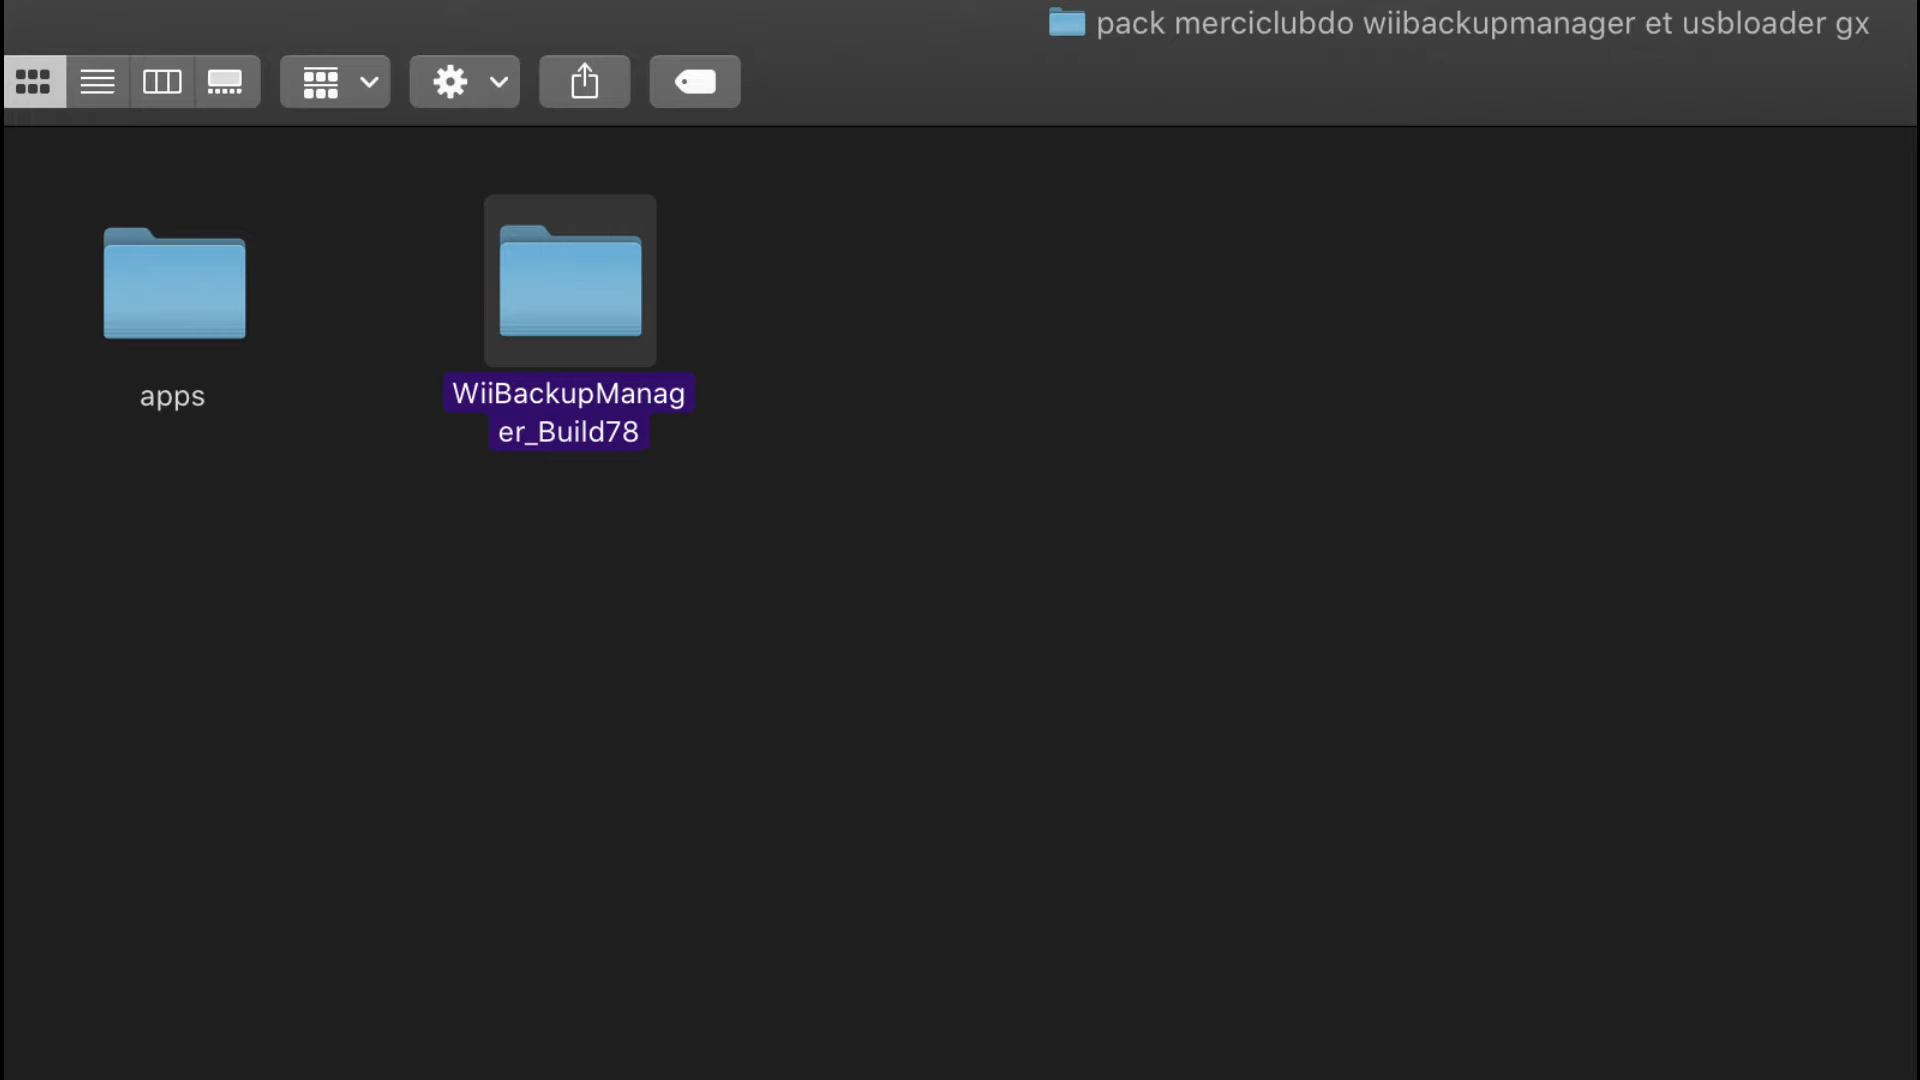 pack merciclubdo wiibackupmanager et usbloader gx
apps
WiiBackupManag
er_Build78